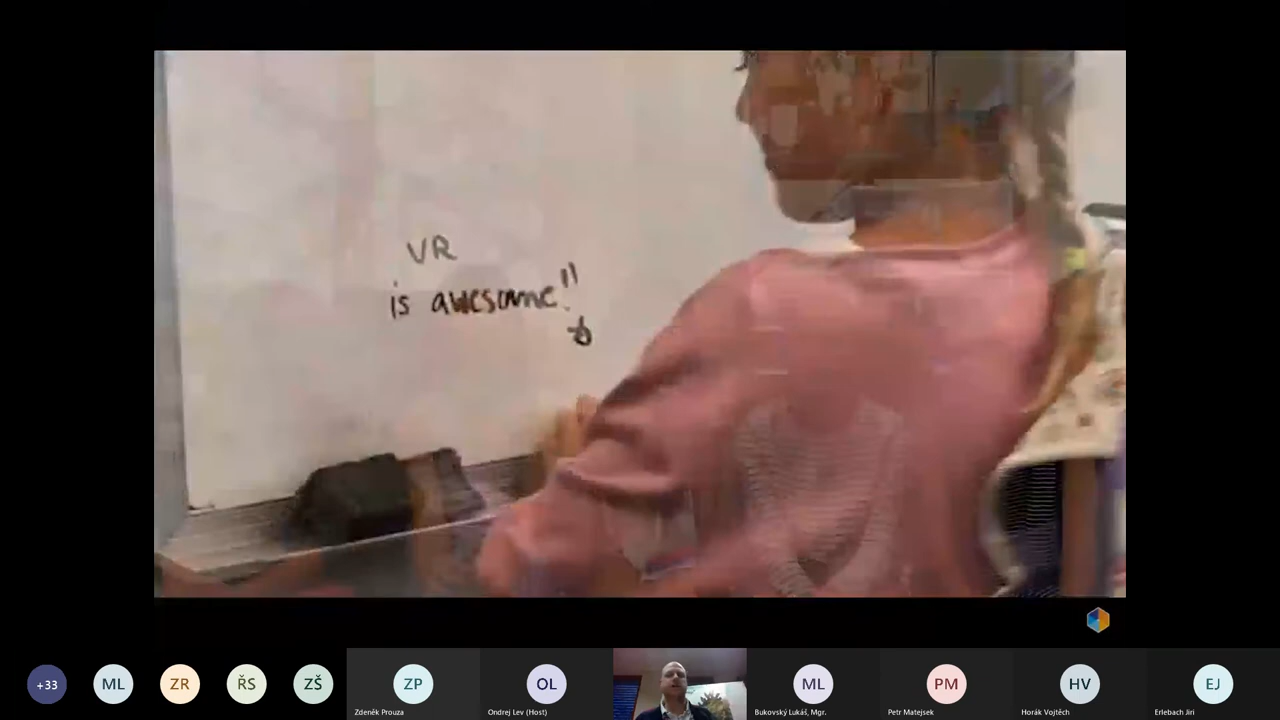 VR
is awesome!!
+33
ML
ZR
ŘS
ZŠ
ZP
OL
ML
PM
HV
EJ
Zdeněk Prouza
Ondrej Lev (Host)
Bukovský Lukáš, Mgr.
Petr Matejsek
Horák Vojtěch
Erlebach Jiri